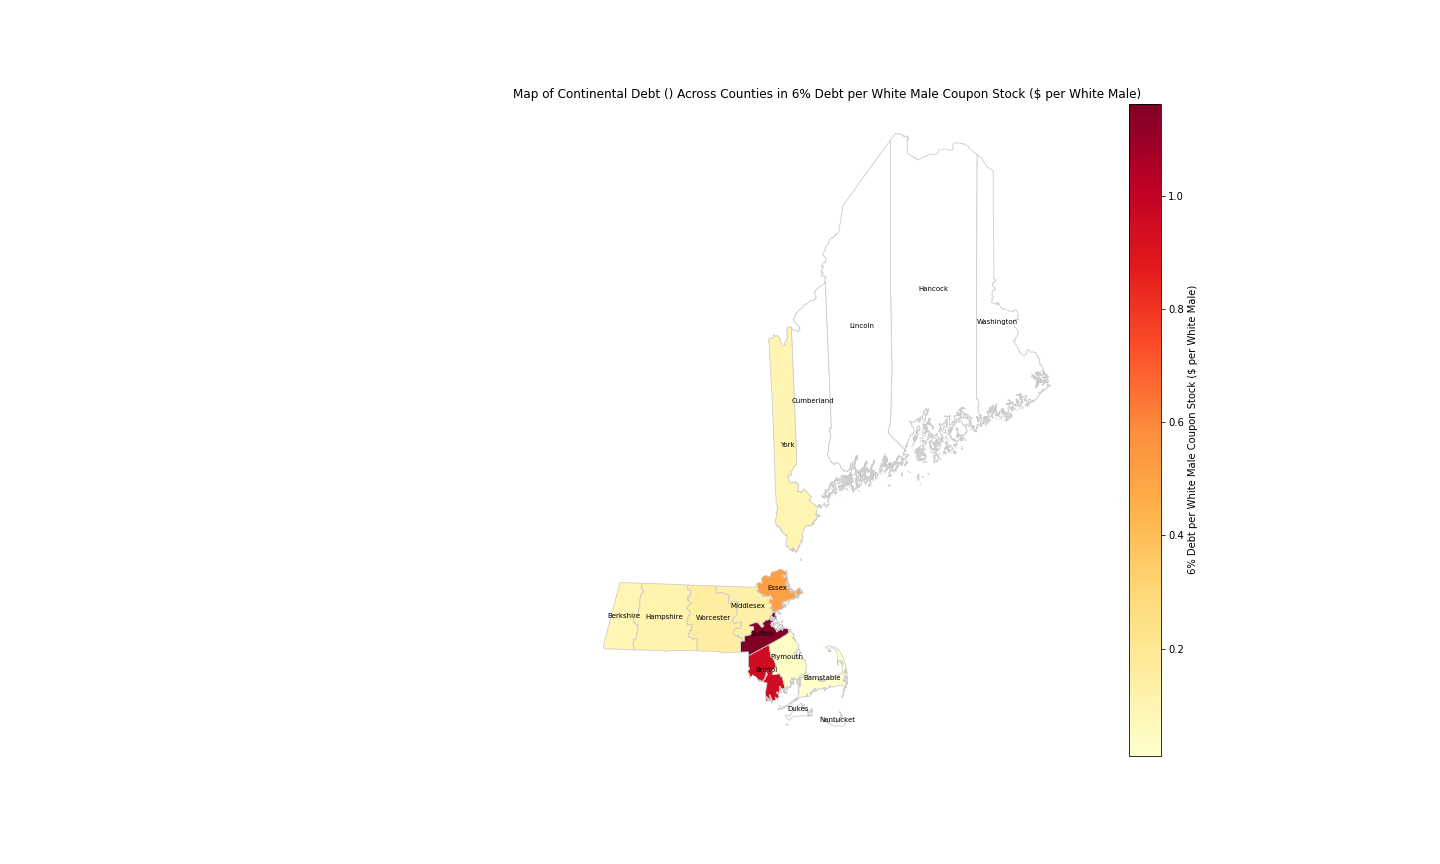 Map of Continental Debt () Across Counties in 6% Debt per White Male Coupon Stock ($ per White Male)
1.0
0.8
0.6
0.4
0.2
6% Debt per White Male Coupon Stock ($ per White Male)
Hancock
Lincoln
Washington
Cumberland
York
Essex
Middlesex
Berkshire
Hampshire
Worcester
Suffolk
Plymouth
Bristol
Barnstable
Dukes
Nantucket